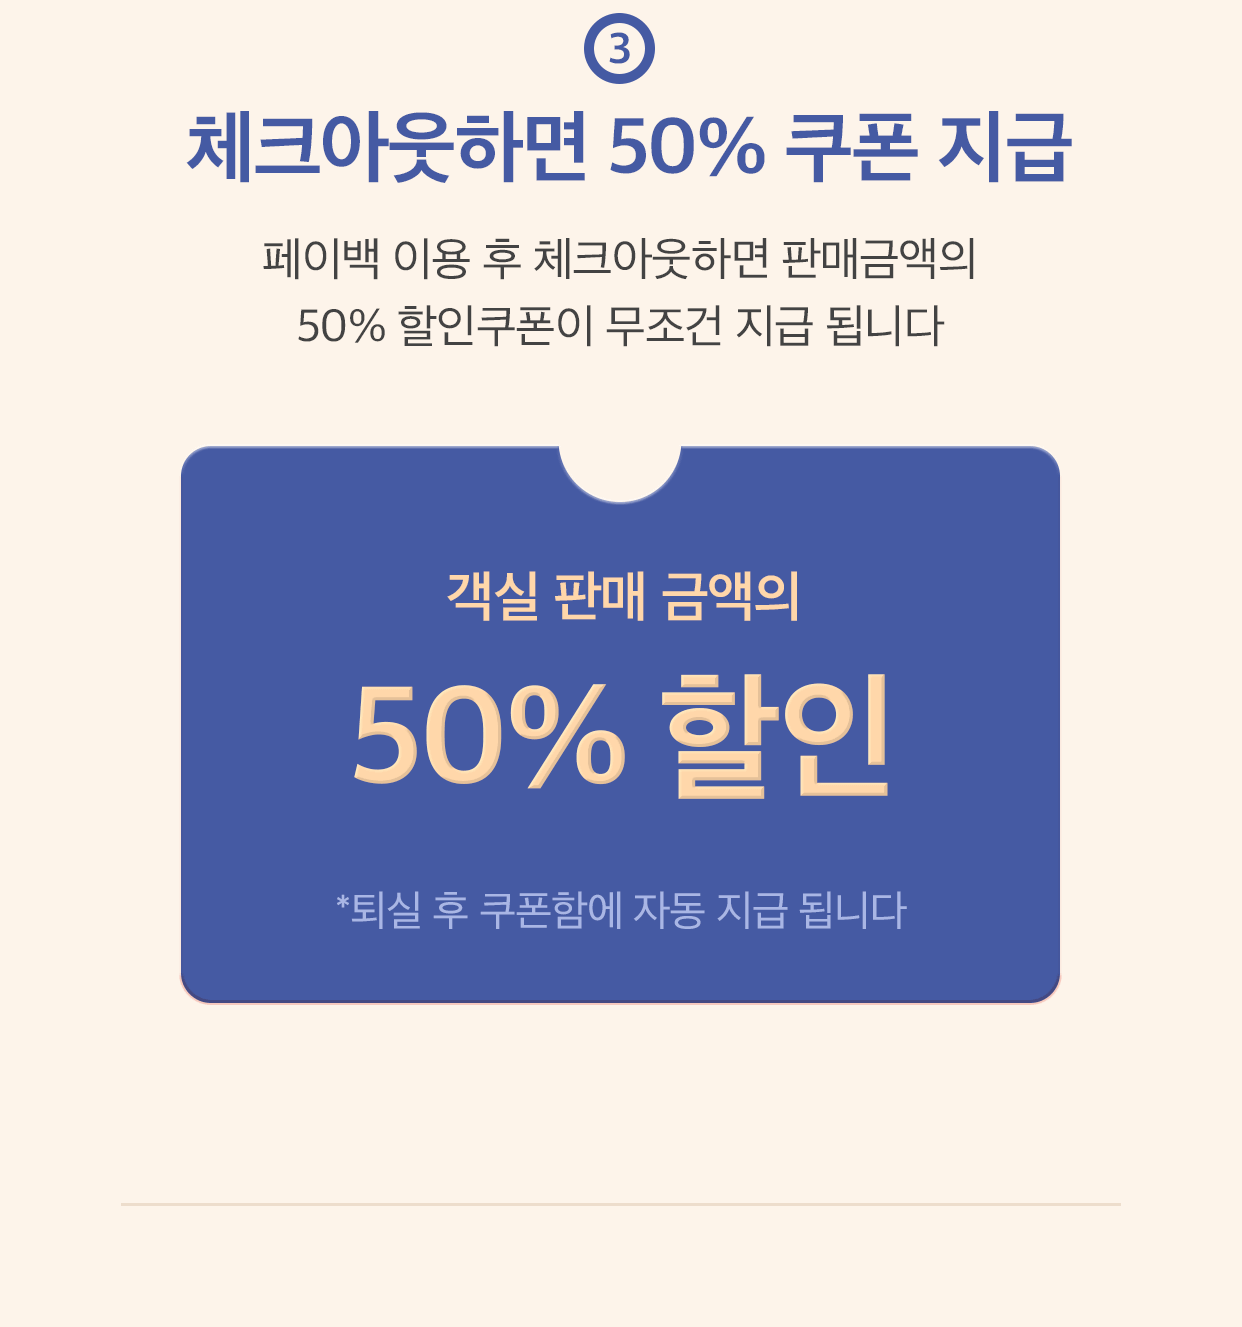 3
체크아웃하면 50% 쿠폰 지급
페이백 이용 후 체크아웃하면 판매금액의
50% 할인쿠폰이 무조건 지급 됩니다
객실 판매 금액의
50% 할인
*퇴실 후 쿠폰함에 자동 지급 됩니다